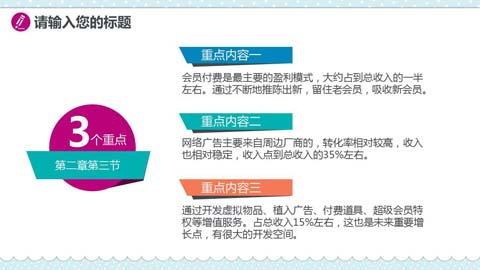 请输入您的标题
重点内容一
会员付费是最主要的盈利模式，大约占到总收入的一半
左右。通过不断地推陈出新，留住老会员，吸收新会员。
3个重点
第二章第三节
重点内容二
网络广告主要来自周边厂商的，转化率相对较高，收入
也相对稳定，收入点到总收入的35%左右。
重点内容三
通过开发虚拟物品、植入广告、付费道具、超级会员特
权等增值服务。占总收入15%左右，这也是未来重要增
长点，有很大的开发空间。